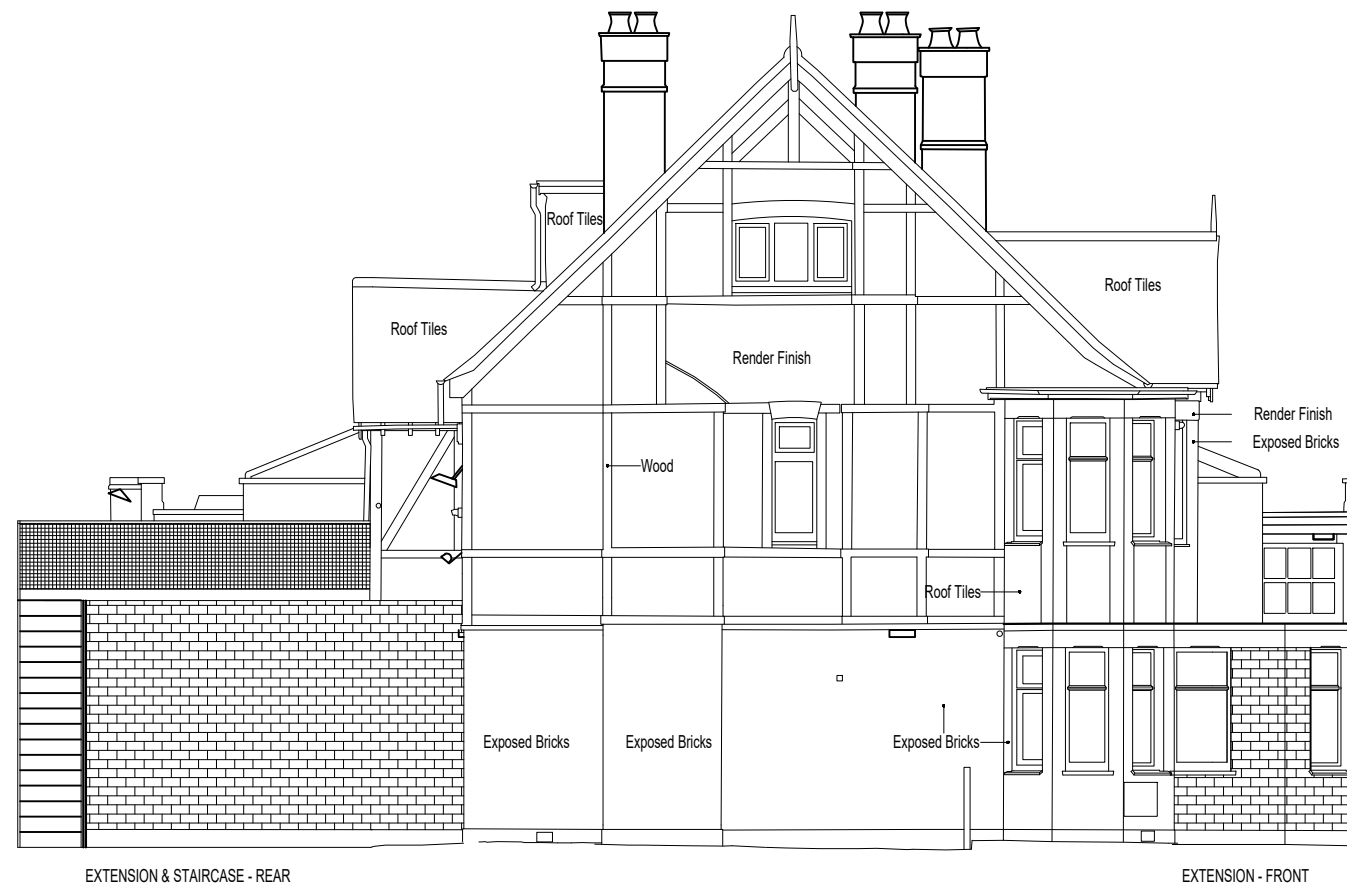 Roof Tiles
Roof Tiles
Roof Tiles
Render Finish
Render Finish
Exposed Bricks
Wood
Roof Tiles
Exposed Bricks
Exposed Bricks
Exposed Bricks
EXTENSION & STAIRCASE - REAR
EXTENSION - FRONT